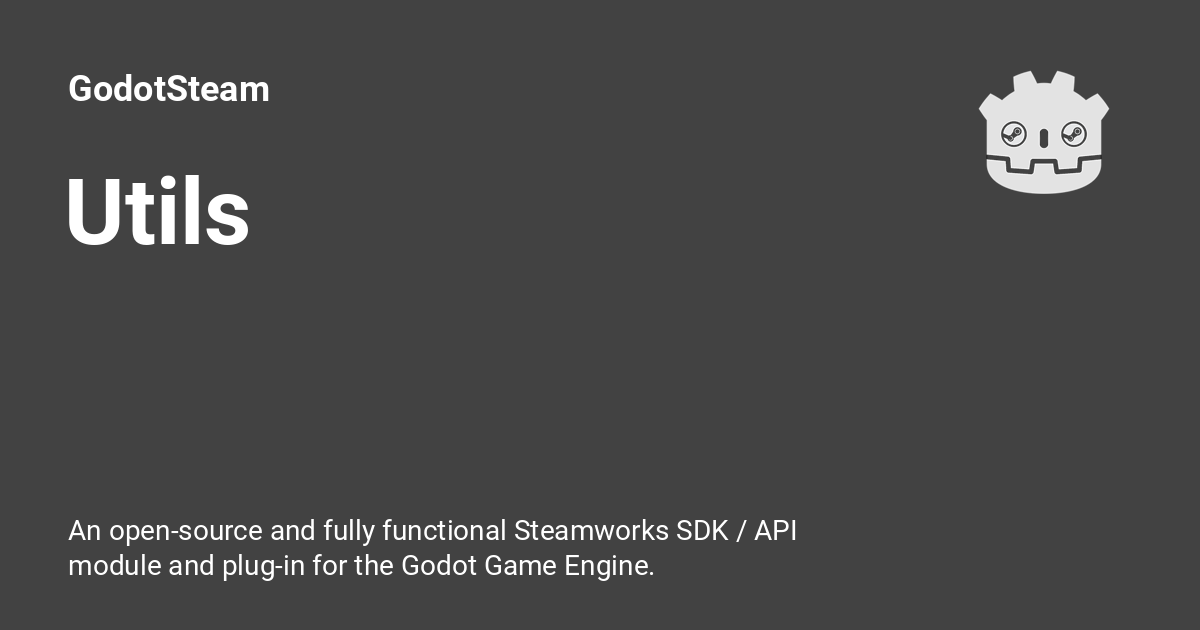 GodotSteam
Utils
An open-source and fully functional Steamworks SDK / API
module and plug-in for the Godot Game Engine.